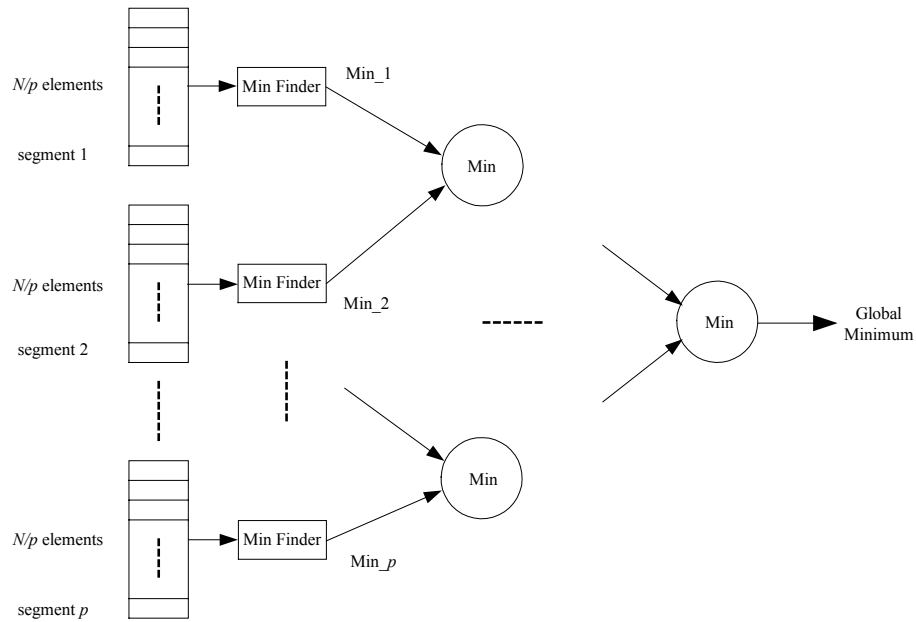 N/p elements
segment 1
Min Finder
Min_1
Min
N/p elements
segment 2
Min Finder
Min_2
Min
Global
Minimum
N/p elements
segment p
Min Finder
Min_p
Min